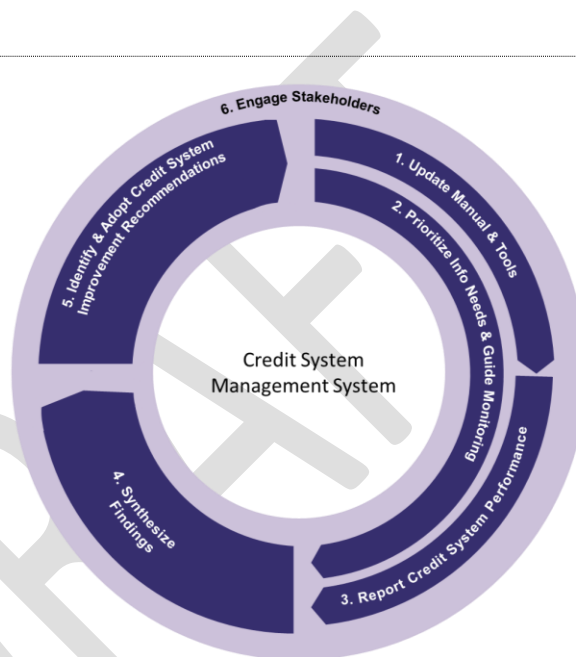 6. Engage Stakeholders
1. Update Manual & Tools
2. Prioritize Info Needs & Guide Monitoring
3. Report Credit System Performance
4. Synthesize
Findings
5. Identify & Adopt Credit System
Improvement Recommendations
Credit System
Management System